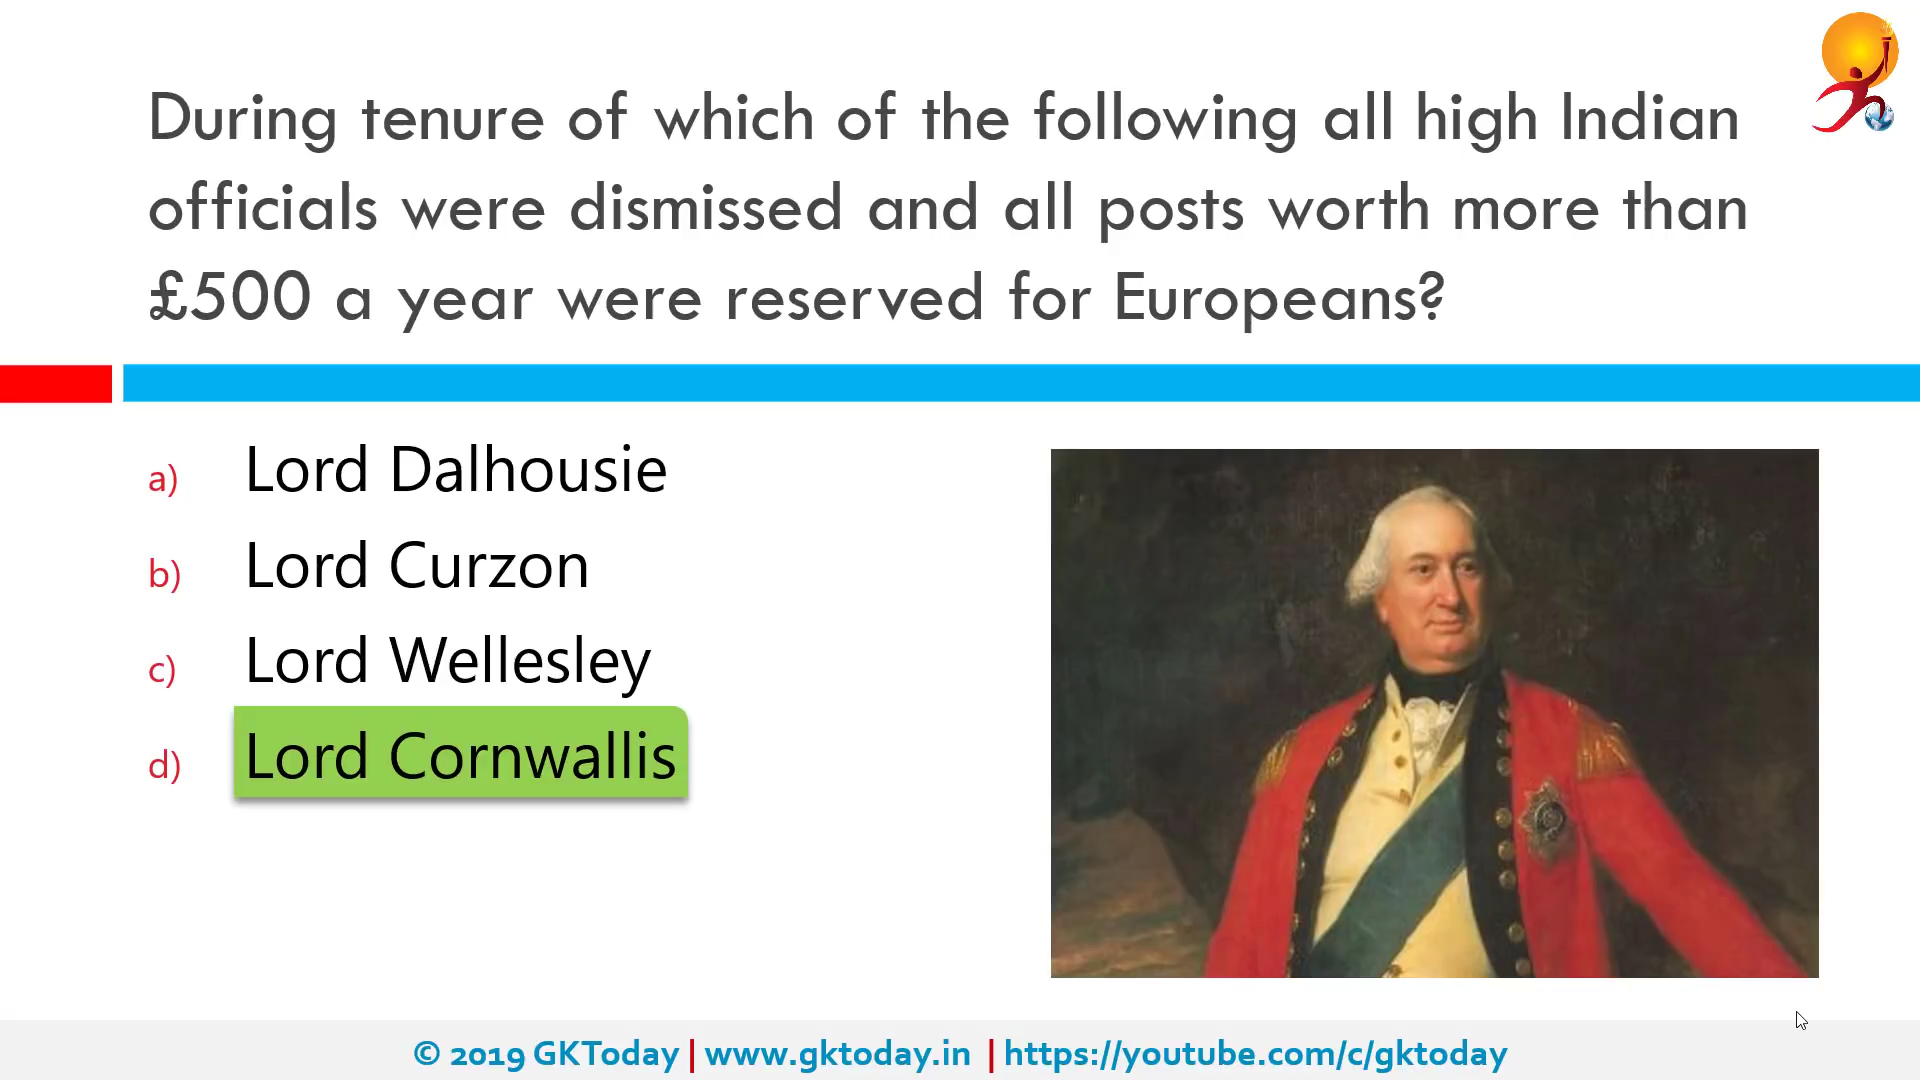 During tenure of which of the following all high Indian
officials were dismissed and all posts worth more than
£500 a year were reserved for Europeans?
a) Lord Dalhousie
b) Lord Curzon
c) Lord Wellesley
d) Lord Cornwallis
© 2019 GKToday | www.gktoday.in | https://youtube.com/c/gktoday